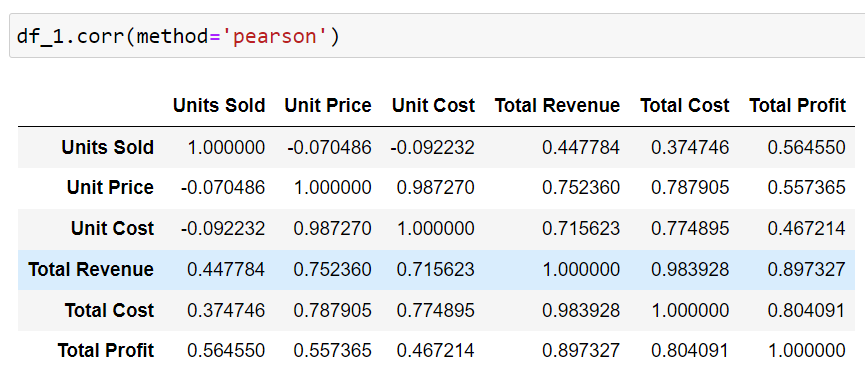 df_1.corr(method='pearson')
Units Sold Unit Price Unit Cost Total Revenue Total Cost Total Profit
Units Sold 1.000000 -0.070486 -0.092232 0.447784 0.374746 0.564550
Unit Price -0.070486 1.000000 0.987270 0.752360 0.787905 0.557365
Unit Cost -0.092232 0.987270 1.000000 0.715623 0.774895 0.467214
Total Revenue 0.447784 0.752360 0.715623 1.000000 0.983928 0.897327
Total Cost 0.374746 0.787905 0.774895 0.983928 1.000000 0.804091
Total Profit 0.564550 0.557365 0.467214 0.897327 0.804091 1.000000